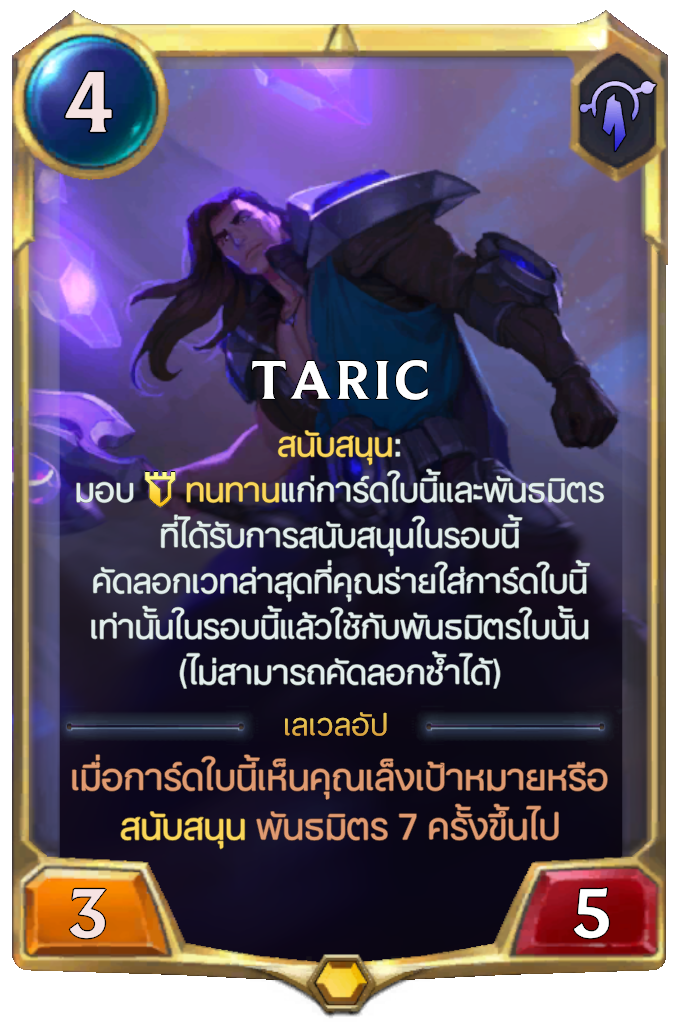 4
TARIC
สนับสนุน:
มอบ ทนทานแก่การ์ดใบนี้และพันธมิตร
ที่ได้รับการสนับสนุนในรอบนี้
คัดลอกเวทล่าสุดที่คุณร่ายใส่การ์ดใบนี้
เท่านั้นในรอบนี้แล้วใช้กับพันธมิตรใบนั้น
(ไม่สามารถคัดลอกซ้ำได้)
เลเวลอัป
เมื่อการ์ดใบนี้เห็นคุณเล็งเป้าหมายหรือ
สนับสนุน พันธมิตร 7 ครั้งขึ้นไป
3
5